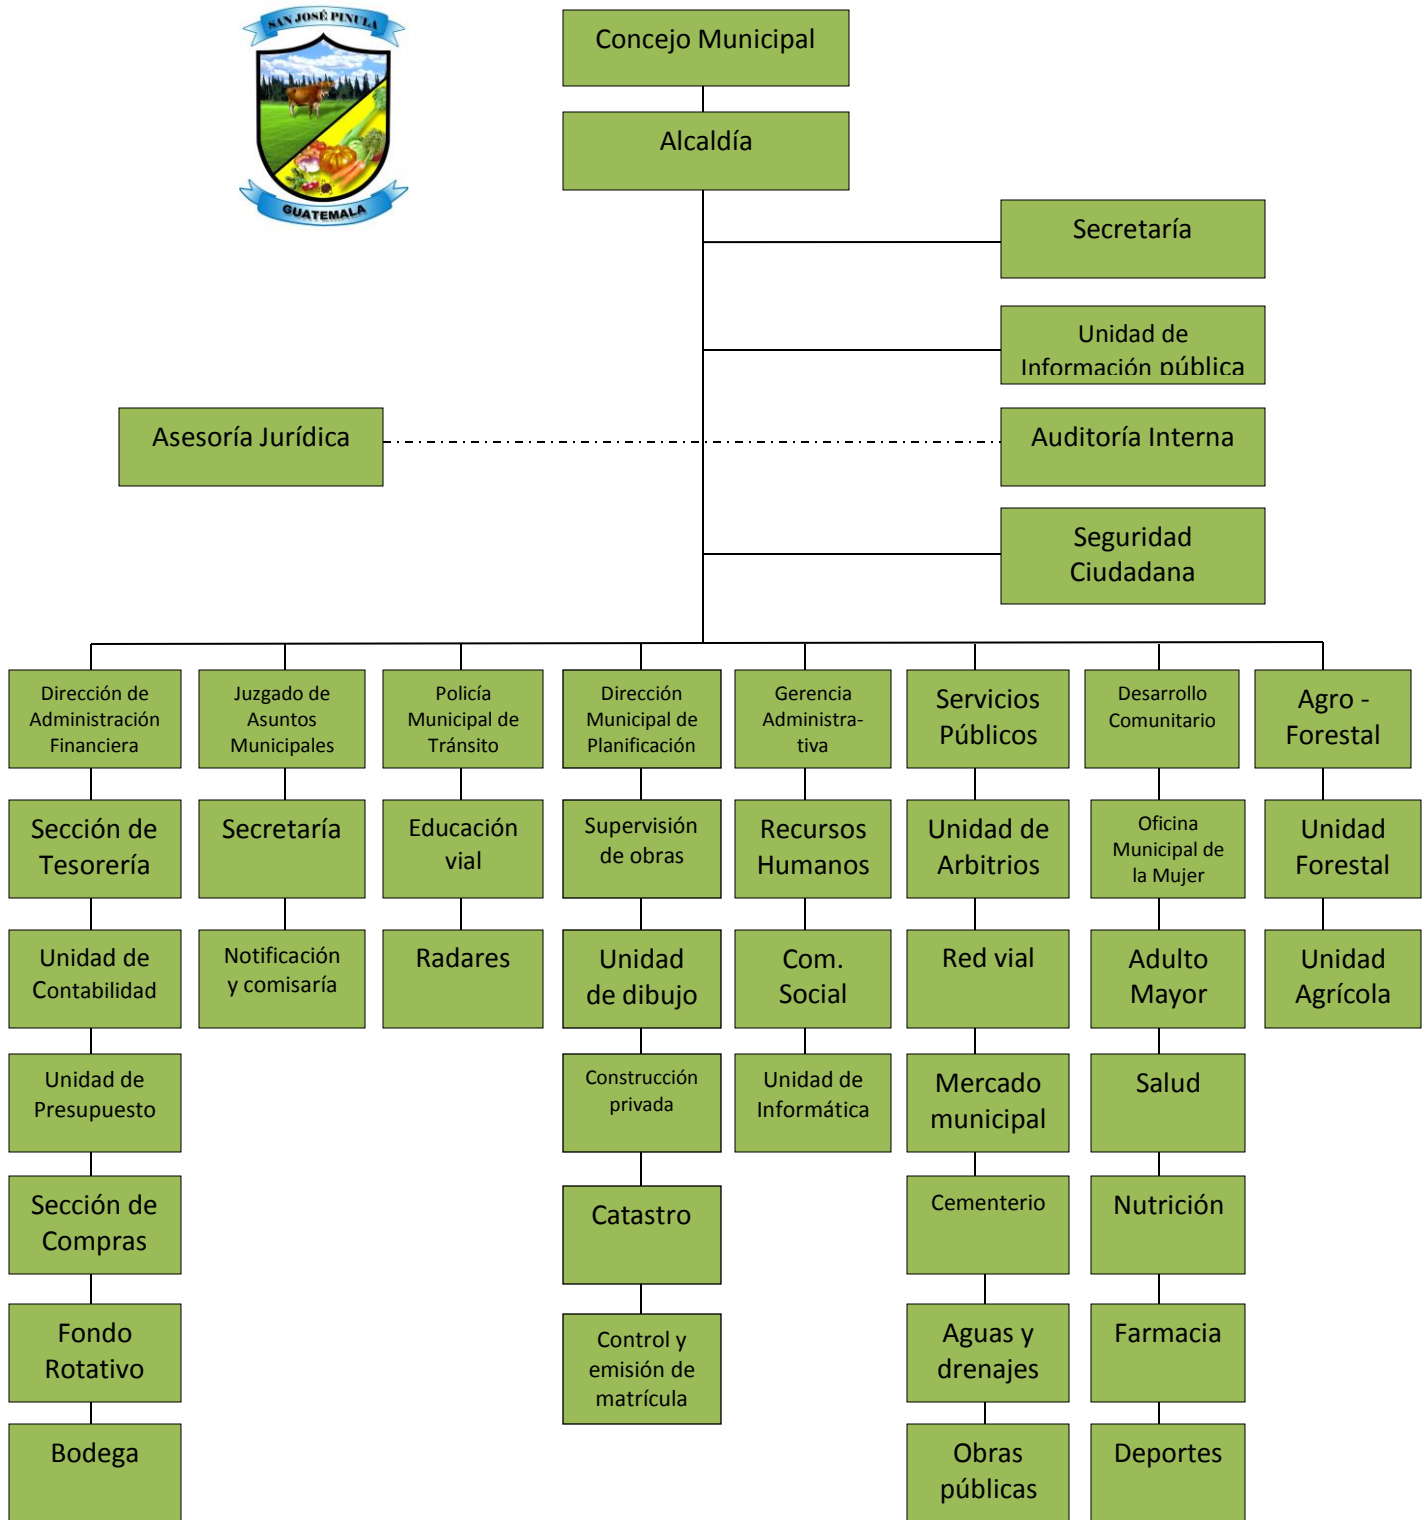 SAN JOSÉ PINULA
GUATEMALA
Concejo Municipal
Alcaldía
Secretaría
Unidad de
Información pública
Asesoría Jurídica
Auditoría Interna
Seguridad
Ciudadana
Dirección de
Administración
Financiera
Juzgado de
Asuntos
Municipales
Policía
Municipal de
Tránsito
Dirección
Municipal de
Planificación
Gerencia
Administra-
tiva
Servicios
Públicos
Desarrollo
Comunitario
Agro -
Forestal
Sección de
Tesorería
Secretaría
Educación
vial
Supervisión
de obras
Recursos
Humanos
Unidad de
Arbitrios
Oficina
Municipal de
la Mujer
Unidad
Forestal
Unidad de
Contabilidad
Notificación
y comisaría
Radares
Unidad
de dibujo
Com.
Social
Red vial
Adulto
Mayor
Unidad
Agrícola
Unidad de
Presupuesto
Construcción
privada
Unidad de
Informática
Mercado
municipal
Salud
Sección de
Compras
Catastro
Cementerio
Nutrición
Fondo
Rotativo
Control y
emisión de
matrícula
Aguas y
drenajes
Farmacia
Bodega
Obras
públicas
Deportes